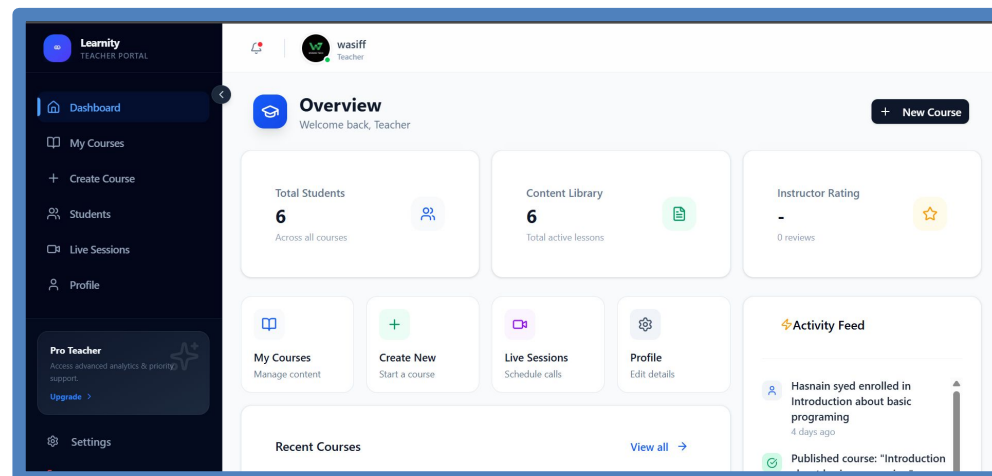 Learnity
TEACHER PORTAL
Dashboard
My Courses
Create Course
Students
Live Sessions
Profile
Pro Teacher
Access advanced analytics & priority
support.
Upgrade >
Settings
wasiff
Teacher
Overview
Welcome back, Teacher
+ New Course
Total Students
6
Across all courses
Content Library
6
Total active lessons
Instructor Rating
-
0 reviews
My Courses
Manage content
Create New
Start a course
Live Sessions
Schedule calls
Profile
Edit details
Activity Feed
Hasnain syed enrolled in
Introduction about basic
programing
4 days ago
Published course: "Introduction
Recent Courses
View all →